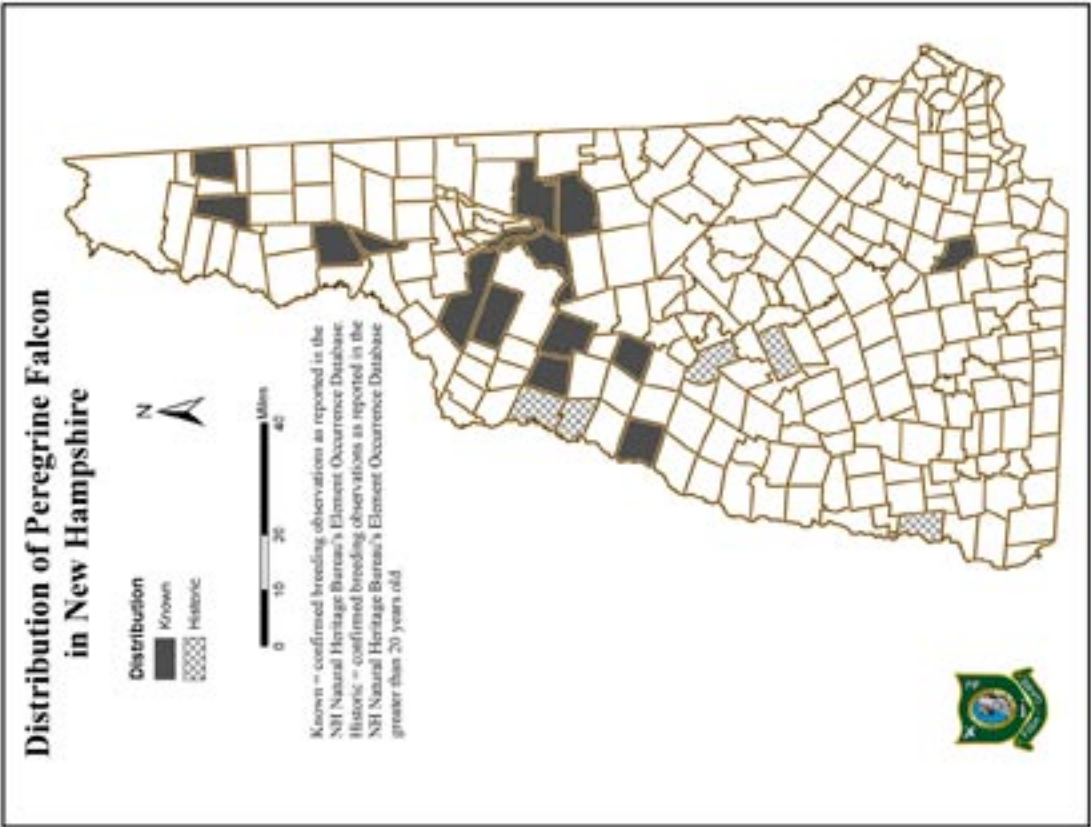 Distribution of Peregrine Falcon
in New Hampshire
N
Distribution
Known
Historic
0 10 20 40 Miles
Known = confirmed breeding observations as reported in the
NH Natural Heritage Bureau's Element Occurrence Database.
Historic = confirmed breeding observations as reported in the
NH Natural Heritage Bureau's Element Occurrence Database
greater than 20 years old